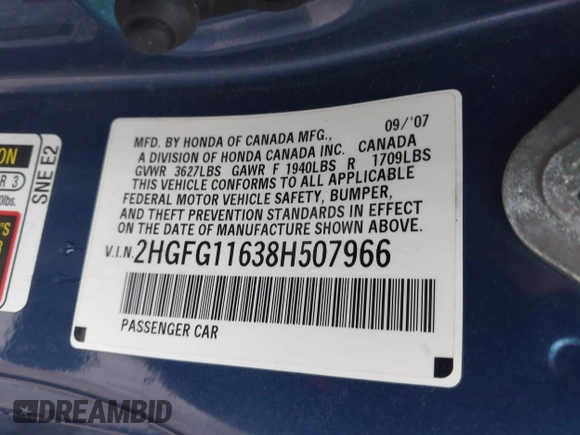 MFD. BY HONDA OF CANADA MFG., 09/'07
A DIVISION OF HONDA CANADA INC. CANADA
GVWR 3627LBS GAWR F 1940LBS R 1709LBS
THIS VEHICLE CONFORMS TO ALL APPLICABLE
FEDERAL MOTOR VEHICLE SAFETY, BUMPER,
AND THEFT PREVENTION STANDARDS IN EFFECT
ON THE DATE OF MANUFACTURE SHOWN ABOVE.
V.I.N. 2HGFG11638H507966
PASSENGER CAR
SNE E2
R 3
DREAMBID